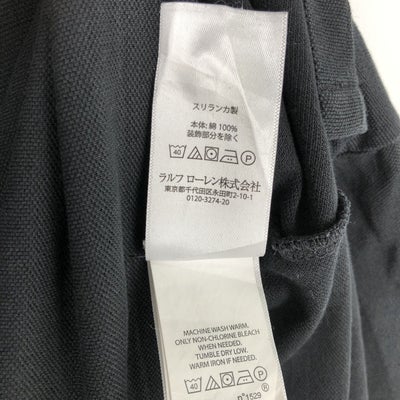 スリランカ製
本体: 綿 100%
装飾部分を除く
40 P
ラルフ ローレン株式会社
東京都千代田区永田町2-10-1
0120-3274-20
MACHINE WASH WARM.
ONLY NON-CHLORINE BLEACH
WHEN NEEDED.
TUMBLE DRY LOW.
WARM IRON IF NEEDED.
40 P
n°1529 ®